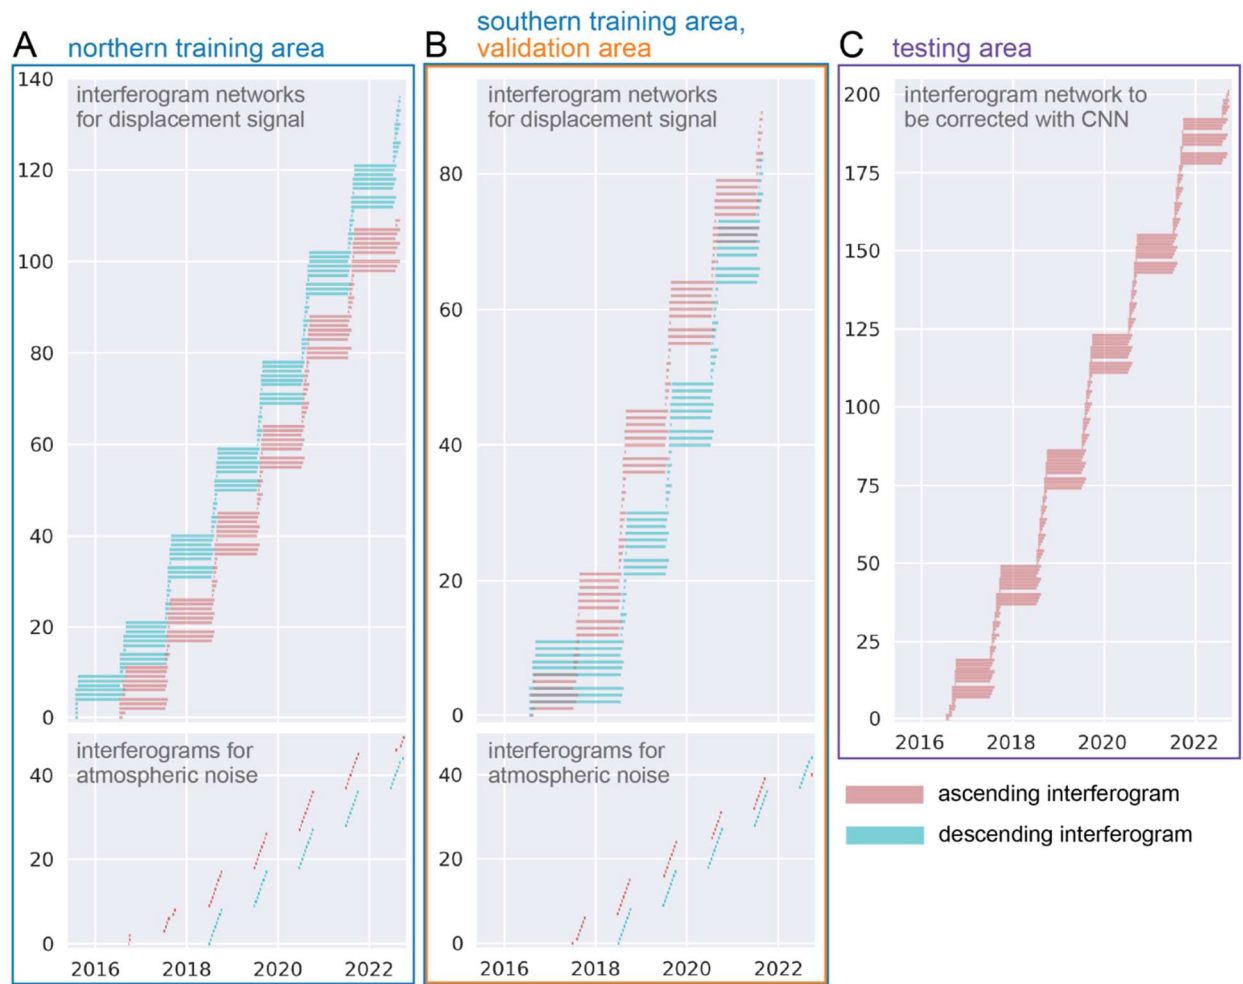 A northern training area
140
interferogram networks
for displacement signal
120
100
80
60
40
20
0
interferograms for
atmospheric noise
40
20
0
2016 2018 2020 2022
B southern training area,
validation area
interferogram networks
for displacement signal
80
60
40
20
0
interferograms for
atmospheric noise
40
20
0
2016 2018 2020 2022
C testing area
200
interferogram network to
be corrected with CNN
175
150
125
100
75
50
25
0
2016 2018 2020 2022
ascending interferogram
descending interferogram